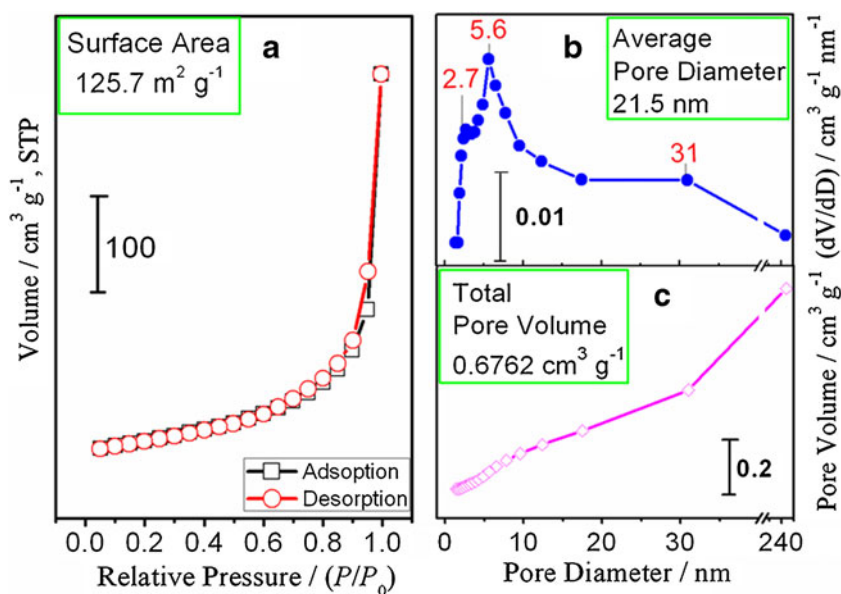 Surface Area
125.7 m² g⁻¹
a
Volume / cm³ g⁻¹, STP
100
Adsoption
Desorption
0.0 0.2 0.4 0.6 0.8 1.0
Relative Pressure / (P/P₀)
b
Average
Pore Diameter
21.5 nm
2.7
5.6
31
0.01
(dV/dD) / cm³ g⁻¹ nm⁻¹
c
Total
Pore Volume
0.6762 cm³ g⁻¹
0.2
Pore Volume / cm³ g⁻¹
0 10 20 30 240
Pore Diameter / nm